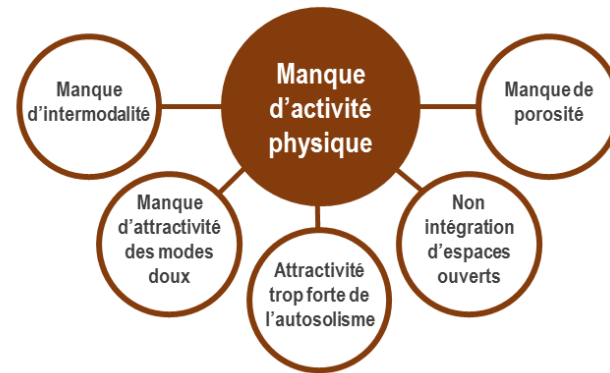 Manque
d'activité
physique
Manque
d'intermodalité
Manque
d'attractivité
des modes
doux
Attractivité
trop forte de
l'autosolisme
Non
intégration
d'espaces
ouverts
Manque de
porosité